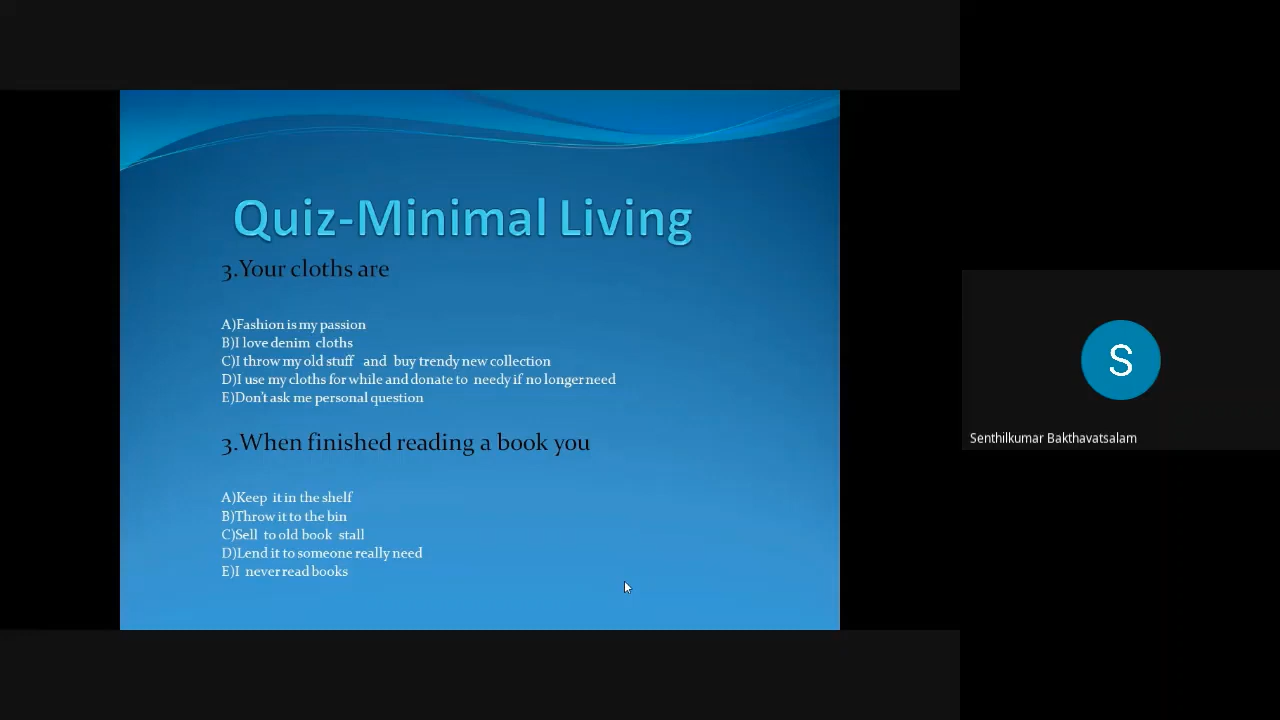 Quiz-Minimal Living
3.Your cloths are
A)Fashion is my passion
B)I love denim cloths
C)I throw my old stuff and buy trendy new collection
D)I use my cloths for while and donate to needy if no longer need
E)Don't ask me personal question
3.When finished reading a book you
A)Keep it in the shelf
B)Throw it to the bin
C)Sell to old book stall
D)Lend it to someone really need
E)I never read books
S
Senthilkumar Bakthavatsalam